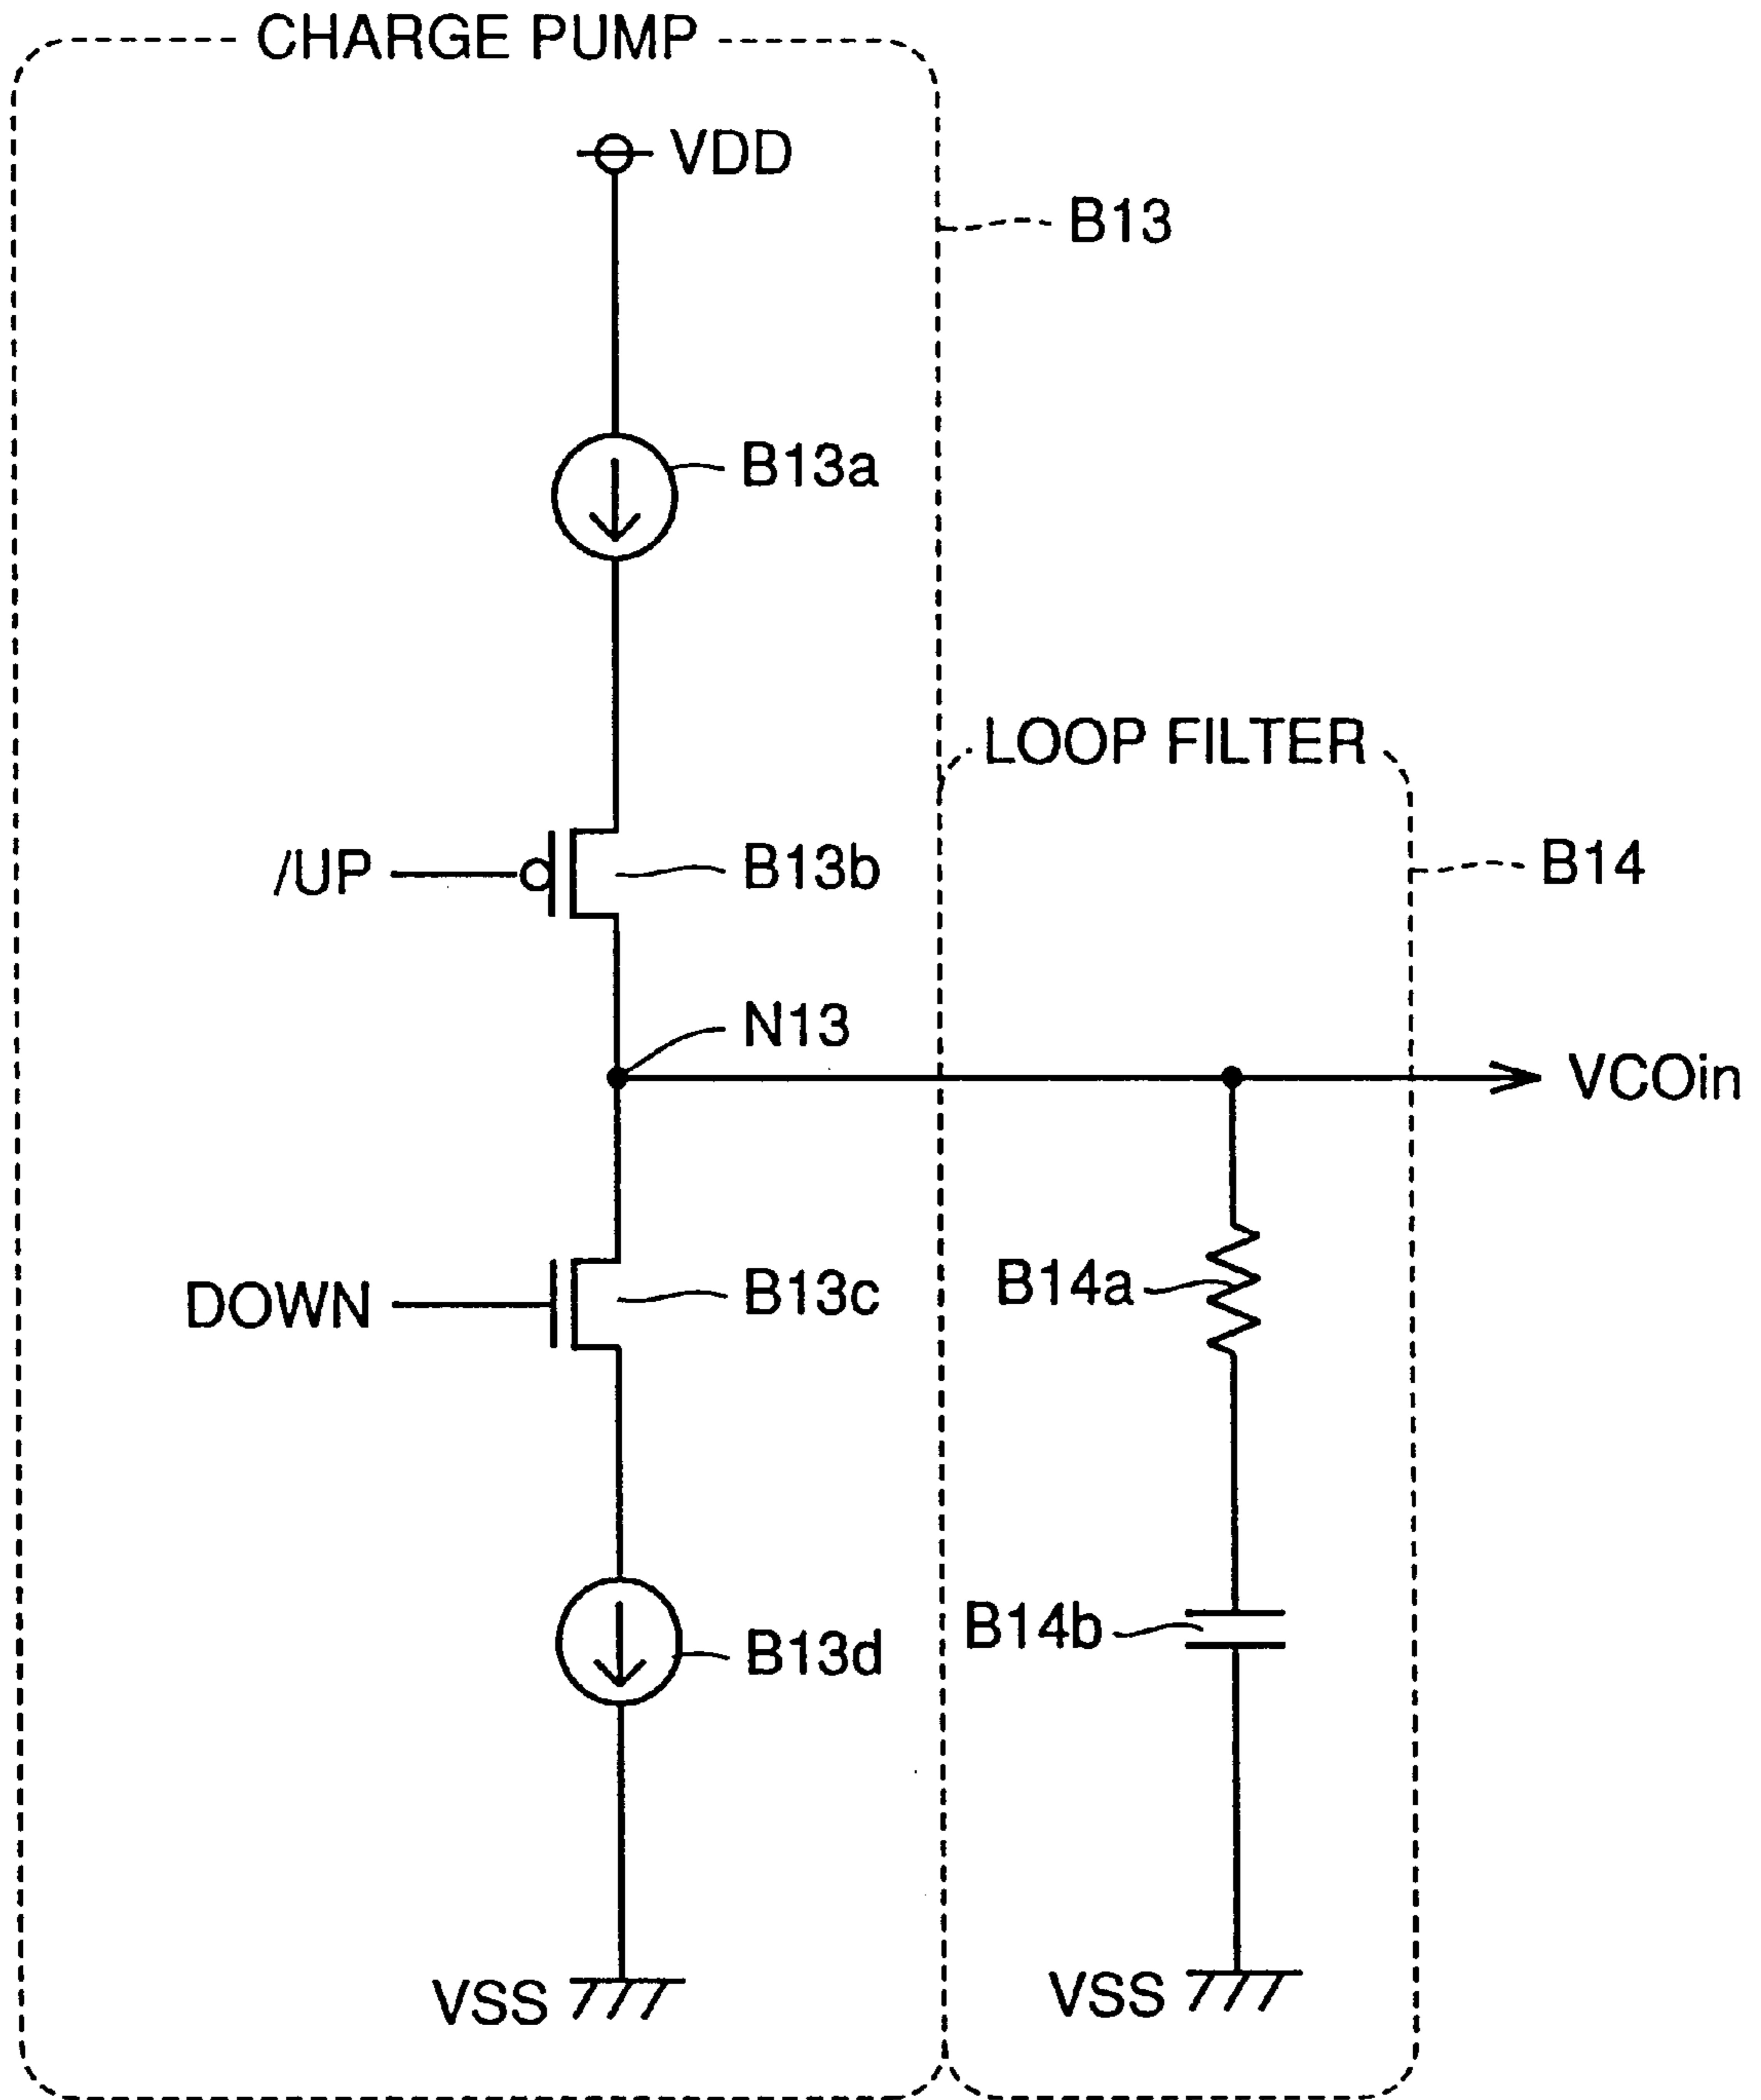 CHARGE PUMP
VDD
B13
B13a
LOOP FILTER
/UP
B13b
B14
N13
VCOin
DOWN
B13c
B14a
B14b
B13d
VSS
VSS